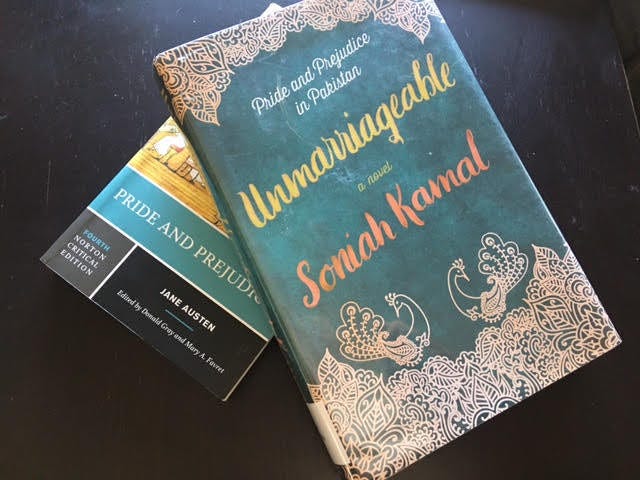 Pride and Prejudice
in Pakistan
Unmarriageable
a novel
Soniah Kamal
PRIDE AND PREJUDIC
FOURTH
NORTON
CRITICAL
EDITION
JANE AUSTEN
Edited by Donald Gray and Mary A. Favret